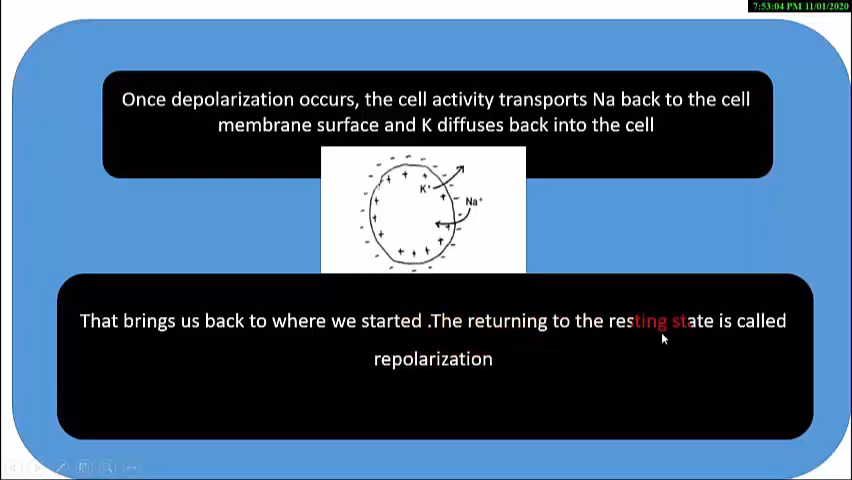 7:53:04 PM 11/01/2020
Once depolarization occurs, the cell activity transports Na back to the cell
membrane surface and K diffuses back into the cell
K+
Na+
That brings us back to where we started .The returning to the resting state is called
repolarization